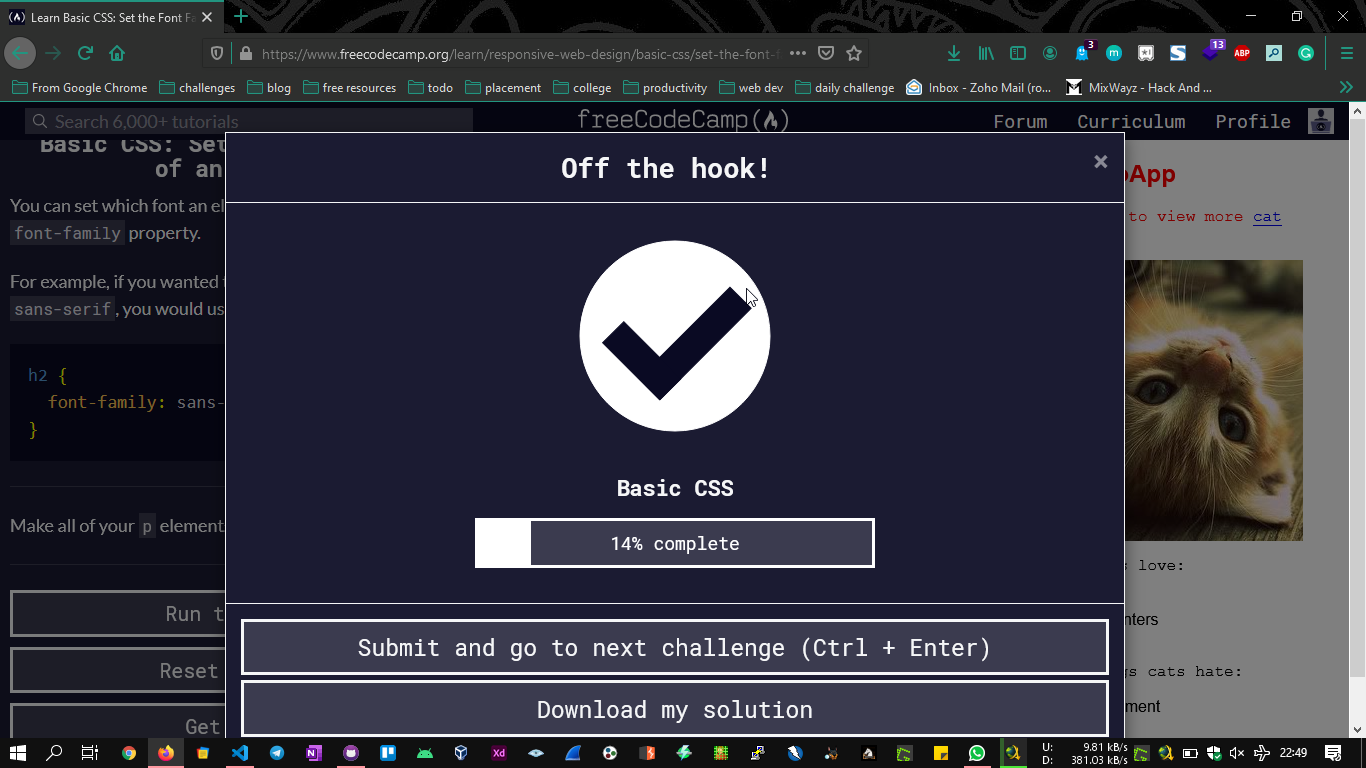 Learn Basic CSS: Set the Font Fa
https://www.freecodecamp.org/learn/responsive-web-design/basic-css/set-the-font-f
3
13
ABP
From Google Chrome
challenges
blog
free resources
todo
placement
college
productivity
web dev
daily challenge
Inbox - Zoho Mail (ro...
MixWayz - Hack And ...
Search 6,000+ tutorials
freeCodeCamp
Forum
Curriculum
Profile
Basic CSS: Set
of an
You can set which font an el
font-family property.
For example, if you wanted t
sans-serif, you would us
h2 {
font-family: sans-
}
Make all of your p element
Run t
Reset
Get
Off the hook!
×
Basic CSS
14% complete
Submit and go to next challenge (Ctrl + Enter)
Download my solution
oApp
to view more cat
s love:
nters
gs cats hate:
ment
U: 9.81 kB/s
D: 381.03 kB/s
22:49